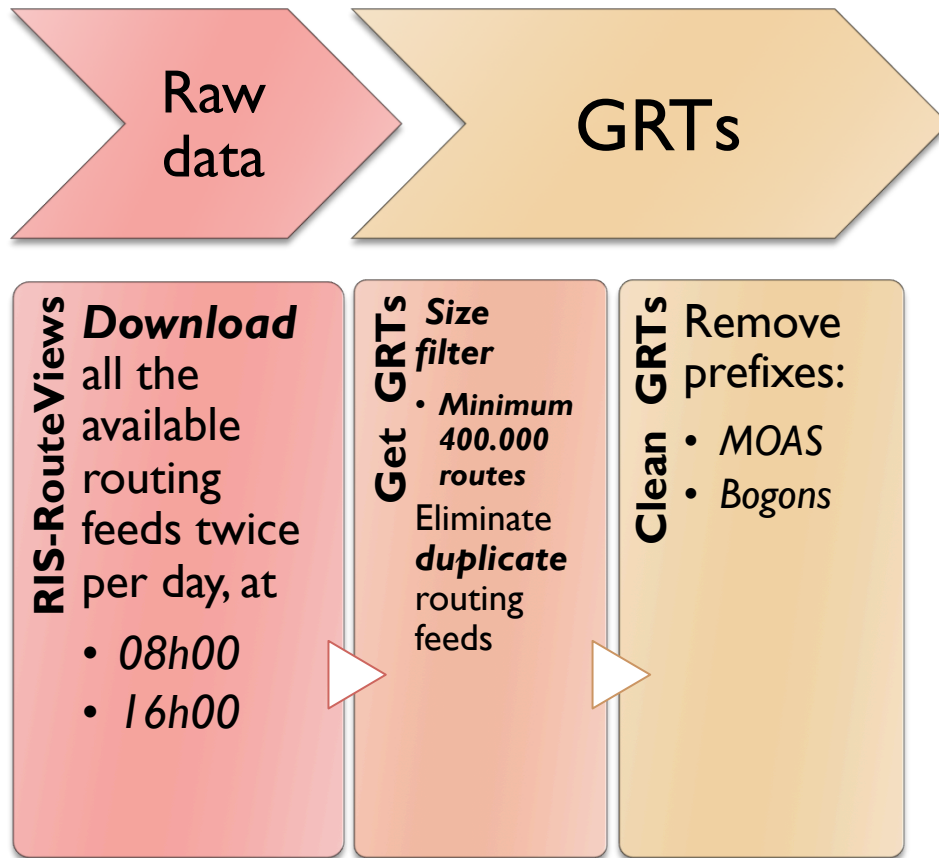 Raw
data
GRTs
RIS-RouteViews
Download
all the
available
routing
feeds twice
per day, at
• 08h00
• 16h00
Get GRTs
Size
filter
• Minimum
400.000
routes
Eliminate
duplicate
routing
feeds
Clean GRTs
Remove
prefixes:
• MOAS
• Bogons